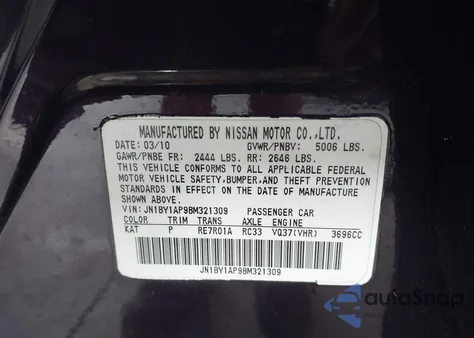 MANUFACTURED BY NISSAN MOTOR CO.,LTD.
DATE: 03/10 GVWR/PNBV: 5006 LBS.
GAWR/PNBE FR: 2444 LBS. RR: 2646 LBS.
THIS VEHICLE CONFORMS TO ALL APPLICABLE FEDERAL
MOTOR VEHICLE SAFETY,BUMPER,AND THEFT PREVENTION
STANDARDS IN EFFECT ON THE DATE OF MANUFACTURE
SHOWN ABOVE.
VIN: JN1BY1AP9BM321309 PASSENGER CAR
COLOR TRIM TRANS AXLE ENGINE
KAT P RE7R01A RC33 VQ37(VHR) 3696CC
JN1BY1AP9BM321309
autoSnap